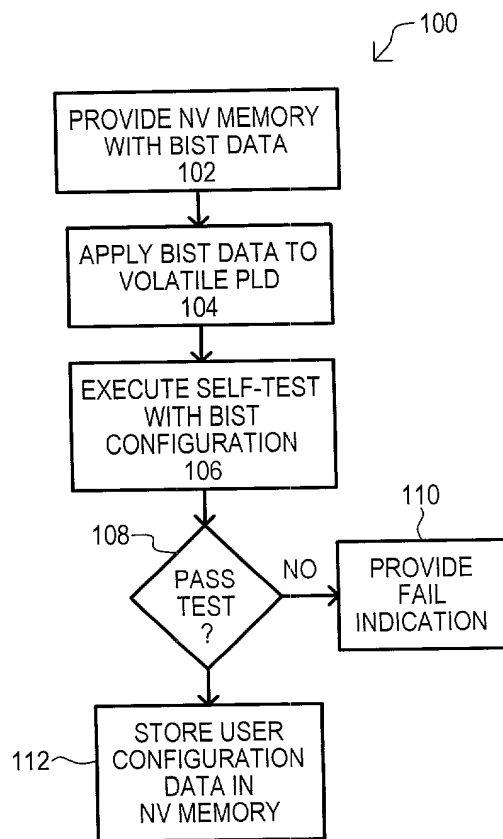 100
PROVIDE NV MEMORY
WITH BIST DATA
102
APPLY BIST DATA TO
VOLATILE PLD
104
EXECUTE SELF-TEST
WITH BIST
CONFIGURATION
106
108
PASS
TEST
?
NO
110
PROVIDE
FAIL
INDICATION
112
STORE USER
CONFIGURATION
DATA IN
NV MEMORY